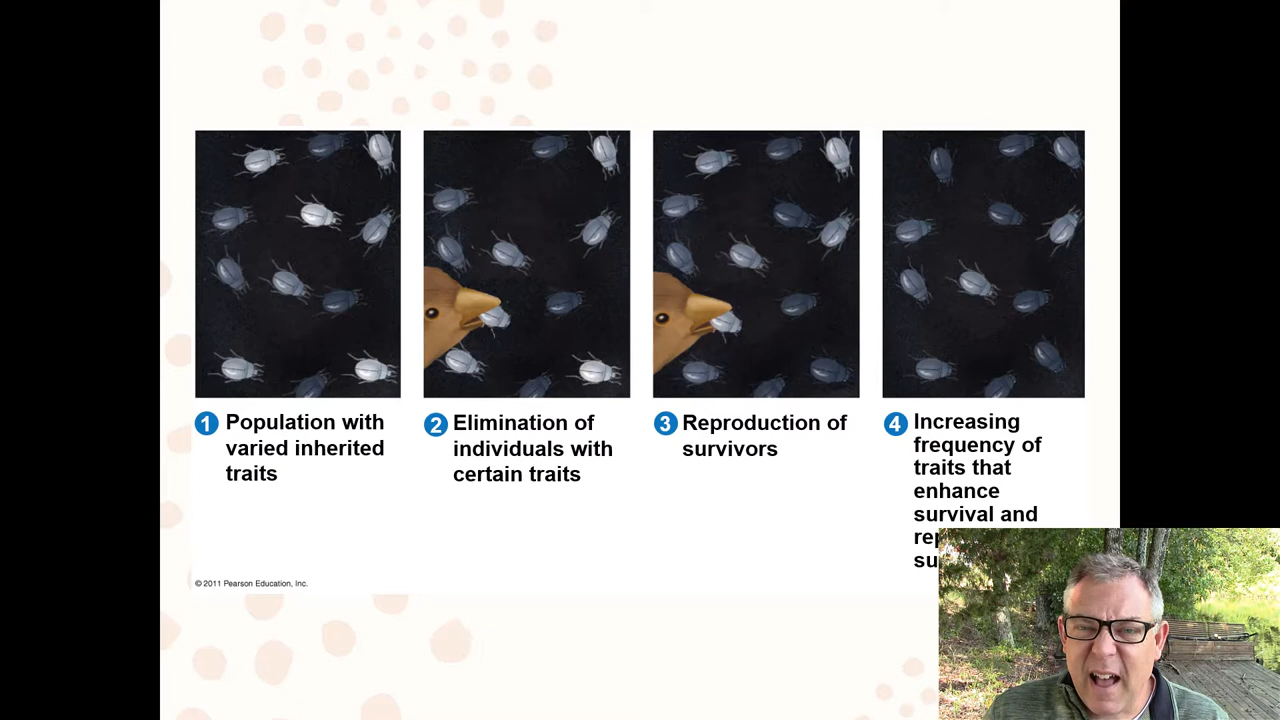 1 Population with
varied inherited
traits
2 Elimination of
individuals with
certain traits
3 Reproduction of
survivors
4 Increasing
frequency of
traits that
enhance
survival and
© 2011 Pearson Education, Inc.